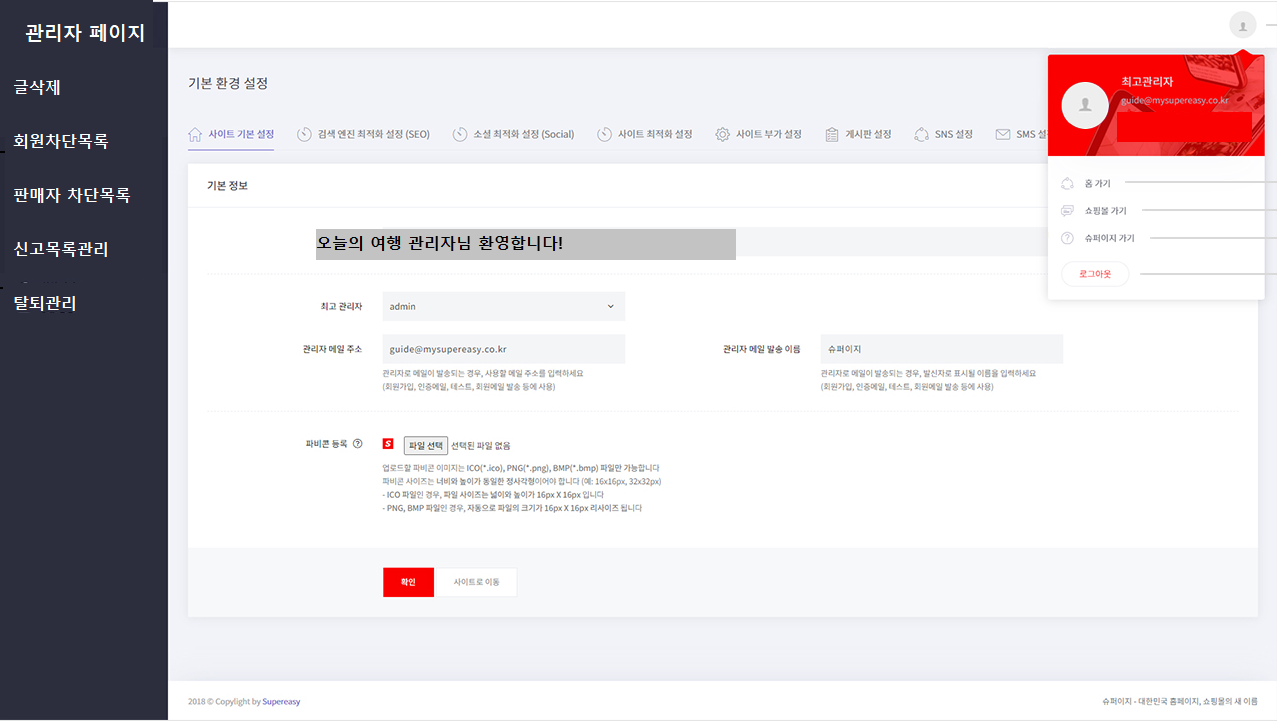 관리자 페이지
글삭제
회원차단목록
판매자 차단목록
신고목록관리
탈퇴관리
기본 환경 설정
사이트 기본 설정
검색 엔진 최적화 설정 (SEO)
소셜 최적화 설정 (Social)
사이트 최적화 설정
사이트 부가 설정
게시판 설정
SNS 설정
SMS 설정
최고관리자
guide@mysupereasy.co.kr
홈 가기
쇼핑몰 가기
슈퍼이지 가기
로그아웃
기본 정보
오늘의 여행 관리자님 환영합니다!
최고 관리자
admin
관리자 메일 주소
guide@mysupereasy.co.kr
관리자로 메일이 발송되는 경우, 사용할 메일 주소를 입력하세요
(회원가입, 인증메일, 테스트, 회원메일 발송 등에 사용)
관리자 메일 발송 이름
슈퍼이지
관리자로 메일이 발송되는 경우, 발신자로 표시될 이름을 입력하세요
(회원가입, 인증메일, 테스트, 회원메일 발송 등에 사용)
파비콘 등록
S
파일 선택 선택된 파일 없음
업로드할 파비콘 이미지는 ICO(*.ico), PNG(*.png), BMP(*.bmp) 파일만 가능합니다
파비콘 사이즈는 너비와 높이가 동일한 정사각형이어야 합니다 (예: 16x16px, 32x32px)
- ICO 파일인 경우, 파일 사이즈는 넓이와 높이가 16px X 16px 입니다
- PNG, BMP 파일인 경우, 자동으로 파일의 크기가 16px X 16px 리사이즈 됩니다
확인
사이트로 이동
2018 © Copylight by Supereasy
슈퍼이지 - 대한민국 홈페이지, 쇼핑몰의 새 이름